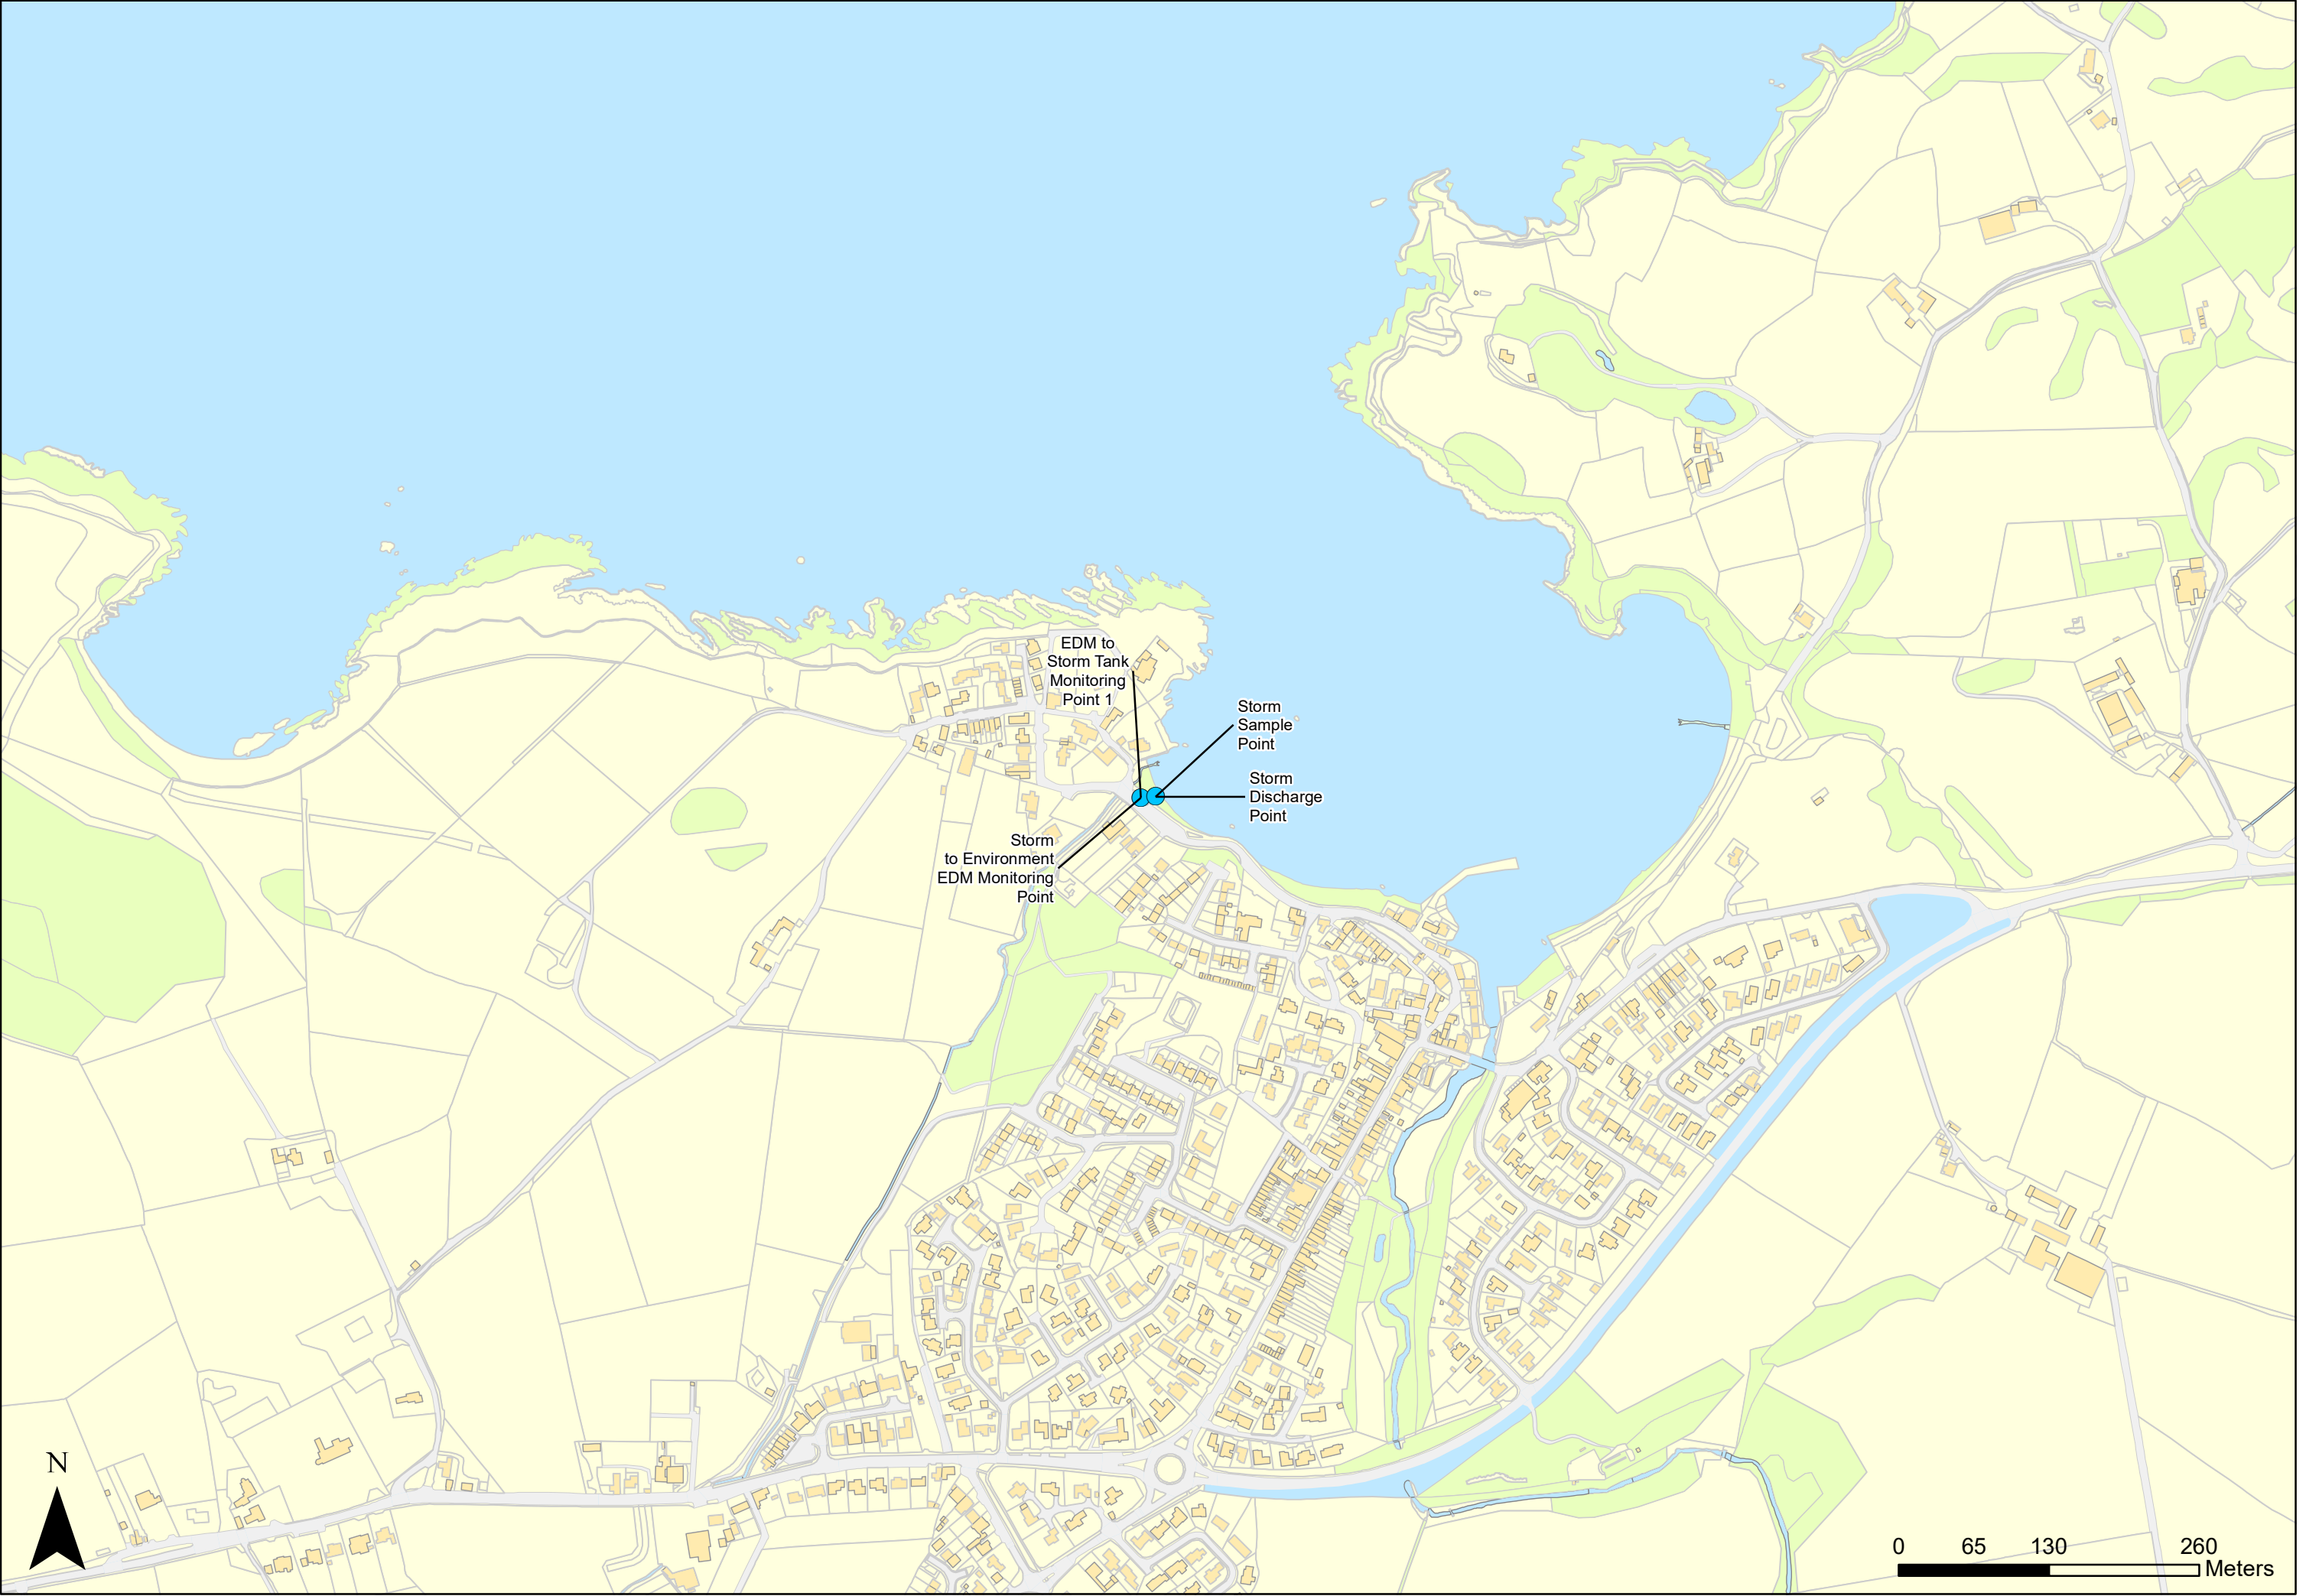 EDM to
Storm Tank
Monitoring
Point 1
Storm
Sample
Point
Storm
Discharge
Point
Storm
to Environment
EDM Monitoring
Point
N
0 65 130 260
Meters